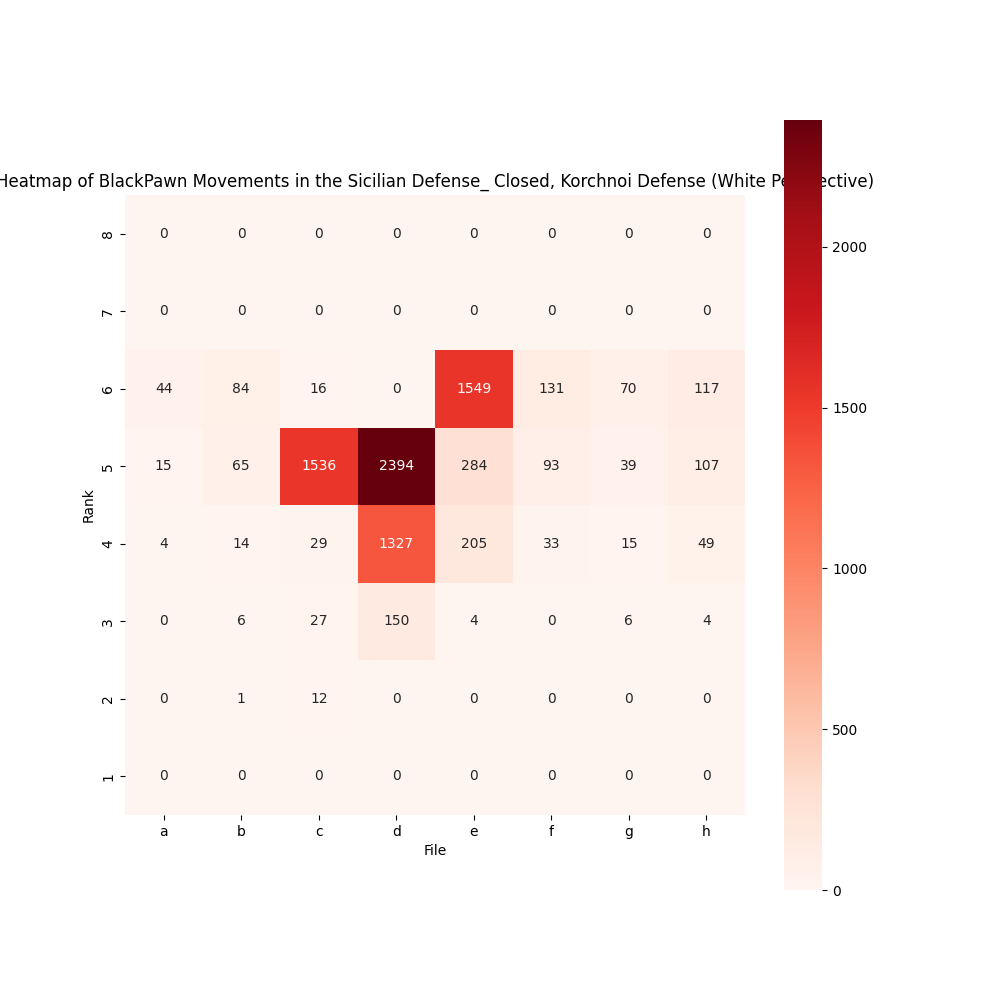 Heatmap of BlackPawn Movements in the Sicilian Defense_ Closed, Korchnoi Defense (White Perspective)
8 0 0 0 0 0 0 0 0
7 0 0 0 0 0 0 0 0
6 44 84 16 0 1549 131 70 117
5 15 65 1536 2394 284 93 39 107
4 4 14 29 1327 205 33 15 49
3 0 6 27 150 4 0 6 4
2 0 1 12 0 0 0 0 0
1 0 0 0 0 0 0 0 0
a b c d e f g h
File
Rank
2000
1500
1000
500
0